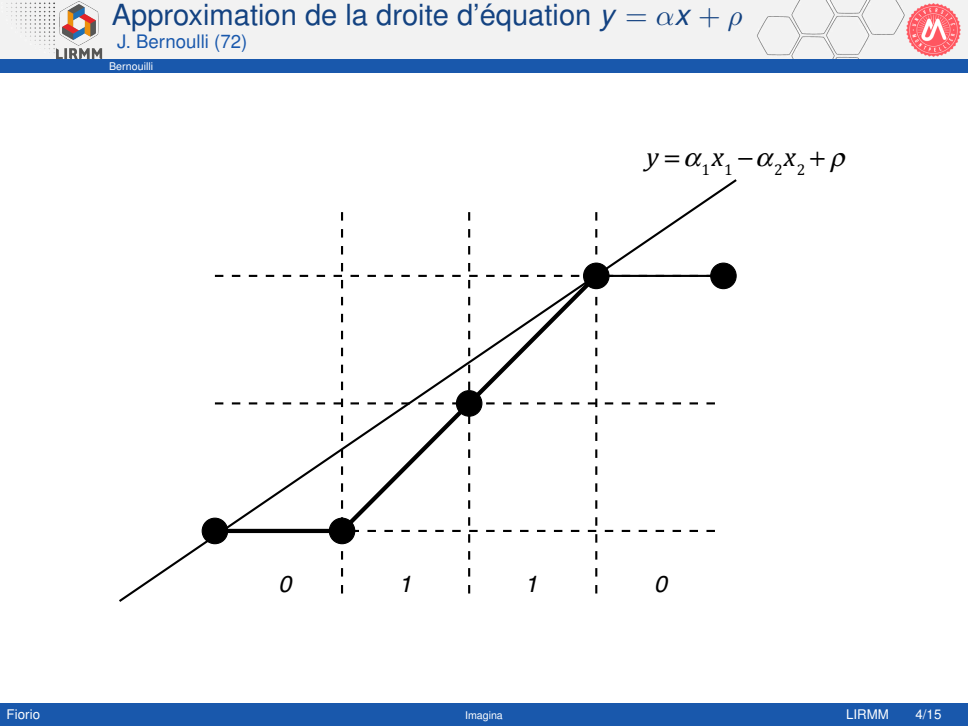 Approximation de la droite d'équation y = αx + ρ
J. Bernoulli (72)
LIRMM
Bernouilli
y = α₁x₁ − α₂x₂ + ρ
0 1 1 0
Fiorio Imagina LIRMM 4/15